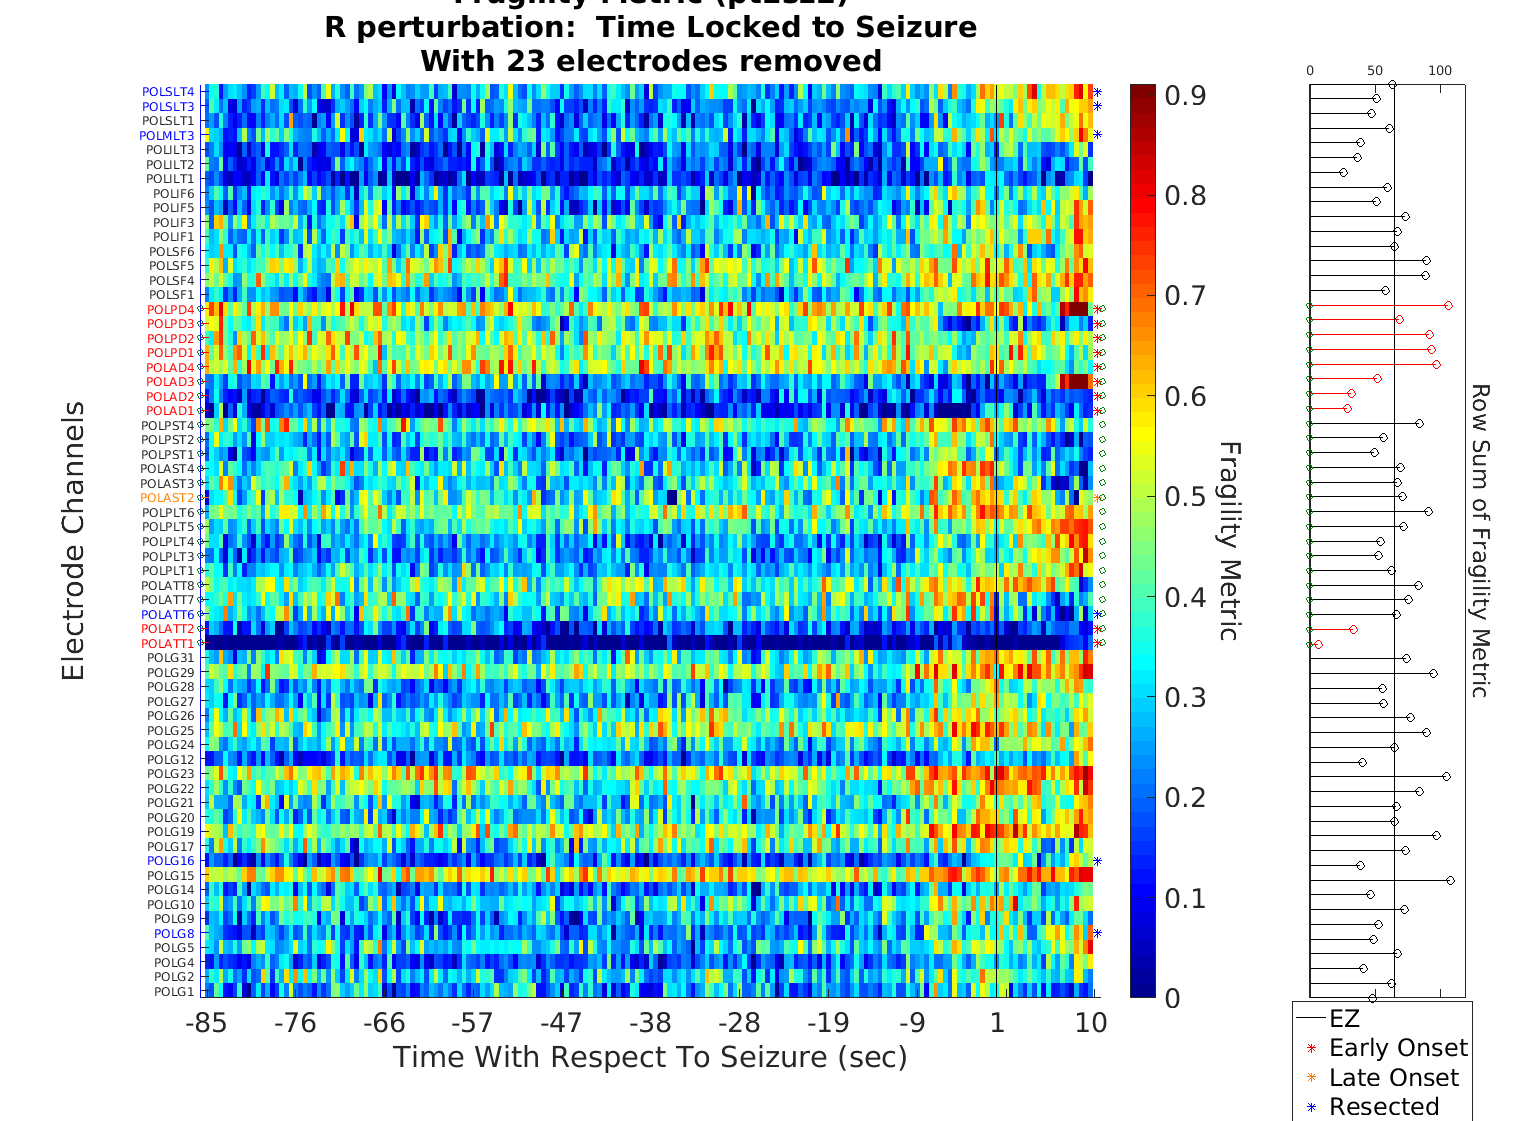 R perturbation: Time Locked to Seizure
With 23 electrodes removed
0 50 100
POLSLT4
POLSLT3
POLSLT1
POLMLT3
POLILT3
POLILT2
POLILT1
POLIF6
POLIF5
POLIF3
POLIF1
POLSF6
POLSF5
POLSF4
POLSF1
POLPD4
POLPD3
POLPD2
POLPD1
POLAD4
POLAD3
POLAD2
POLAD1
POLPST4
POLPST2
POLPST1
POLAST4
POLAST3
POLAST2
POLPLT6
POLPLT5
POLPLT4
POLPLT3
POLPLT1
POLATT8
POLATT7
POLATT6
POLATT2
POLATT1
POLG31
POLG29
POLG28
POLG27
POLG26
POLG25
POLG24
POLG12
POLG23
POLG22
POLG21
POLG20
POLG19
POLG17
POLG16
POLG15
POLG14
POLG10
POLG9
POLG8
POLG5
POLG4
POLG2
POLG1
Electrode Channels
-85 -76 -66 -57 -47 -38 -28 -19 -9 1 10
Time With Respect To Seizure (sec)
0.9
0.8
0.7
0.6
0.5
0.4
0.3
0.2
0.1
0
Fragility Metric
Row Sum of Fragility Metric
EZ
Early Onset
Late Onset
Resected